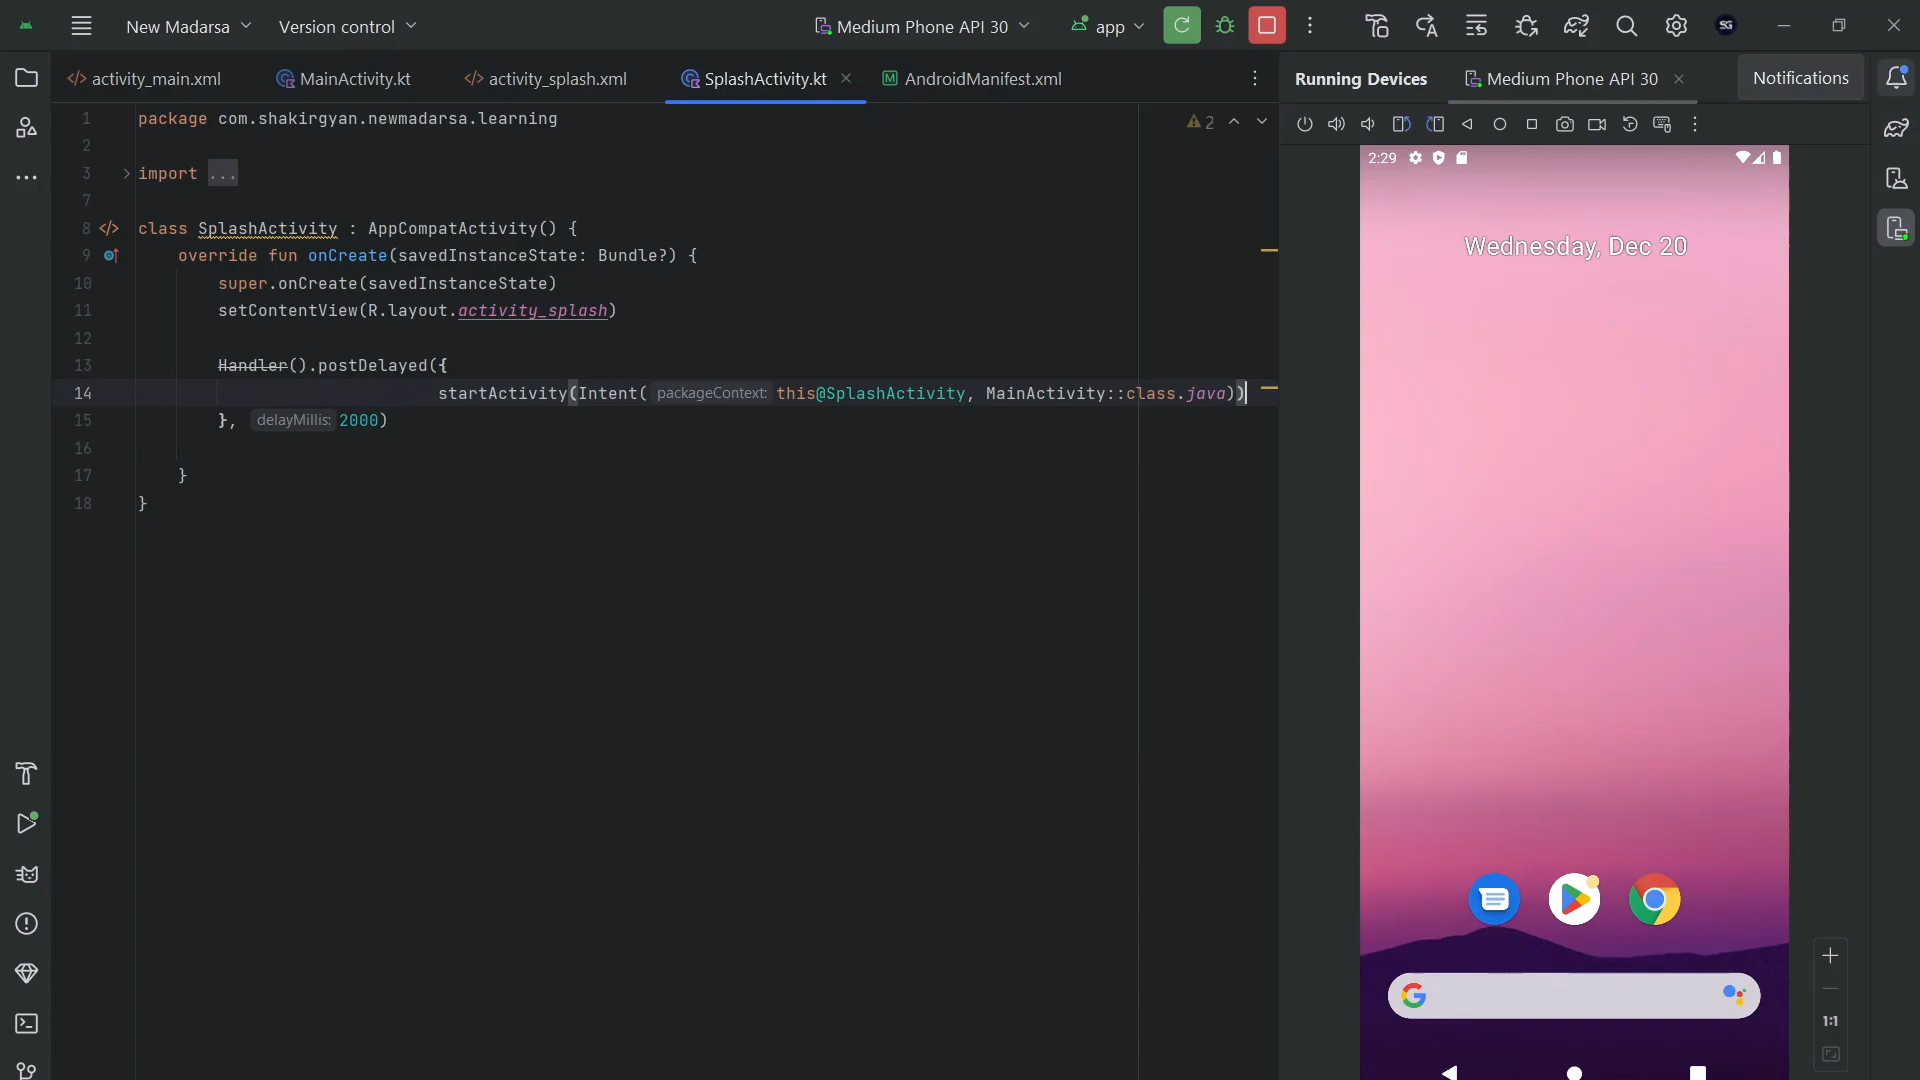 New Madarsa
Version control
Medium Phone API 30
app
SG
activity_main.xml
MainActivity.kt
activity_splash.xml
SplashActivity.kt
AndroidManifest.xml
Running Devices
Medium Phone API 30
Notifications
1 package com.shakirgyan.newmadarsa.learning
2
2
3 import ...
7
8 class SplashActivity : AppCompatActivity() {
9 override fun onCreate(savedInstanceState: Bundle?) {
10 super.onCreate(savedInstanceState)
11 setContentView(R.layout.activity_splash)
12
13 Handler().postDelayed({
14 startActivity(Intent( packageContext: this@SplashActivity, MainActivity::class.java))
15 }, delayMillis: 2000)
16
17 }
18 }
2:29
Wednesday, Dec 20
1:1